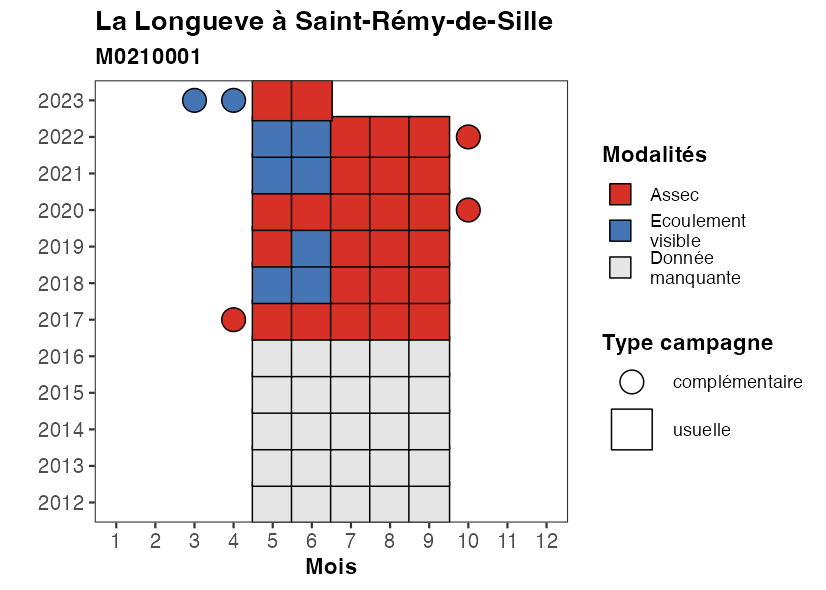 La Longueve à Saint-Rémy-de-Sille
M0210001
2023
2022
2021
2020
2019
2018
2017
2016
2015
2014
2013
2012
1 2 3 4 5 6 7 8 9 10 11 12
Mois
Modalités
Assec
Ecoulement
visible
Donnée
manquante
Type campagne
complémentaire
usuelle